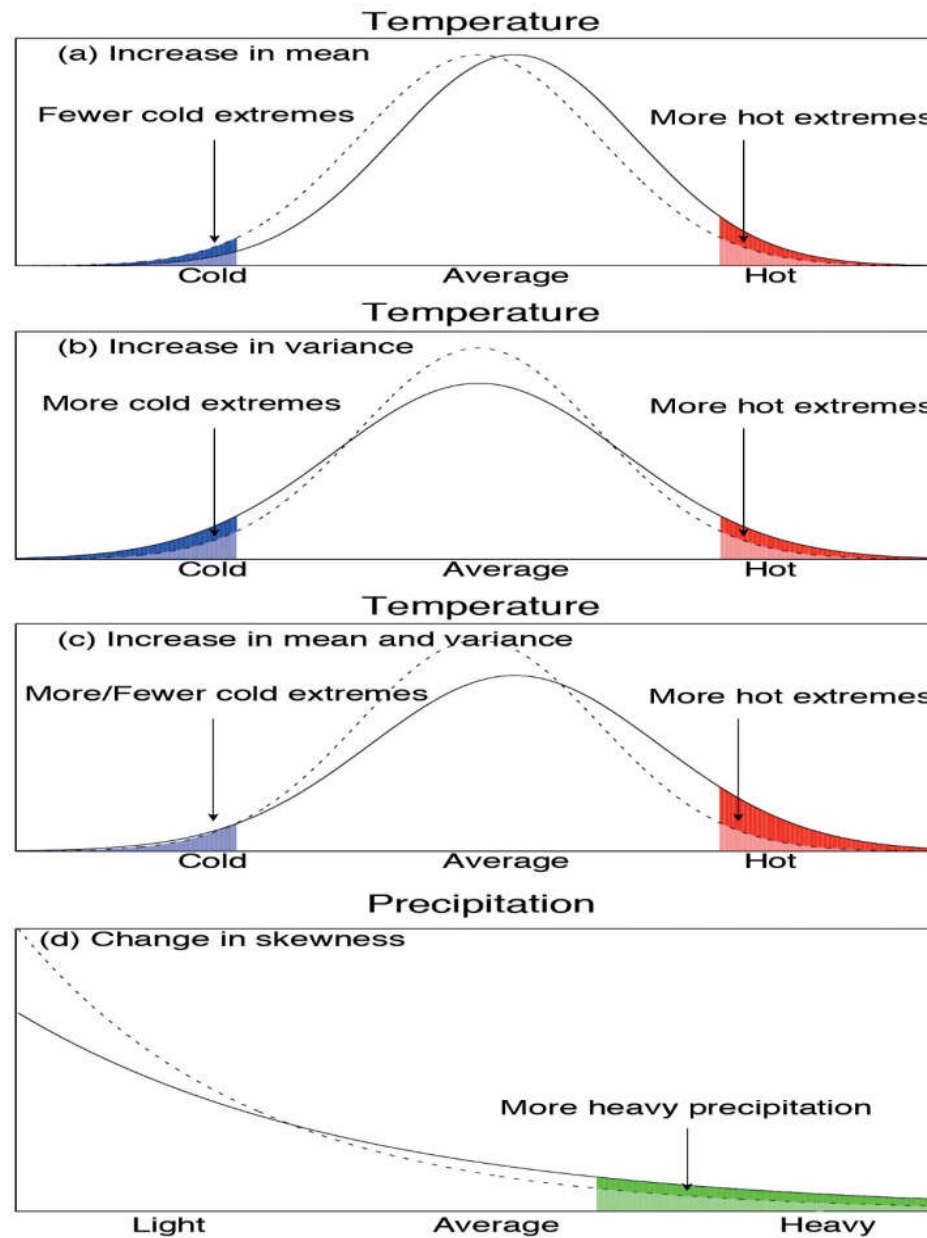 Temperature
(a) Increase in mean
Fewer cold extremes
More hot extremes
Cold Average Hot
Temperature
(b) Increase in variance
More cold extremes
More hot extremes
Cold Average Hot
Temperature
(c) Increase in mean and variance
More/Fewer cold extremes
More hot extremes
Cold Average Hot
Precipitation
(d) Change in skewness
More heavy precipitation
Light Average Heavy